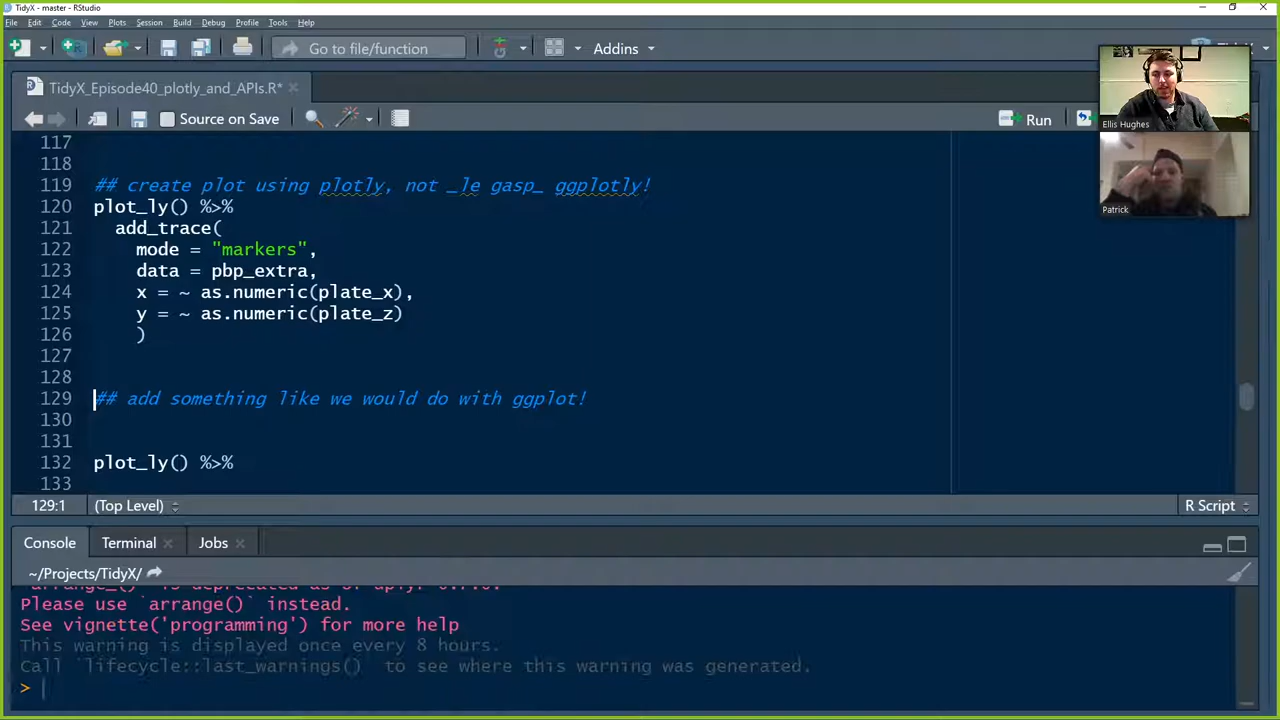 TidyX - master - RStudio
File Edit Code View Plots Session Build Debug Profile Tools Help
Go to file/function
Addins
TidyX_Episode40_plotly_and_APIs.R*
Source on Save
Run
Ellis Hughes
Patrick
117
118
119 ## create plot using plotly, not _le gasp_ ggplotly!
120 plot_ly() %>%
121 add_trace(
122 mode = "markers",
123 data = pbp_extra,
124 x = ~ as.numeric(plate_x),
125 y = ~ as.numeric(plate_z)
126 )
127
128
129 ## add something like we would do with ggplot!
130
131
132 plot_ly() %>%
133
129:1 (Top Level) R Script
Console Terminal Jobs
~/Projects/TidyX/
Please use `arrange()` instead.
See vignette('programming') for more help
This warning is displayed once every 8 hours.
Call `lifecycle::last_warnings()` to see where this warning was generated.
>